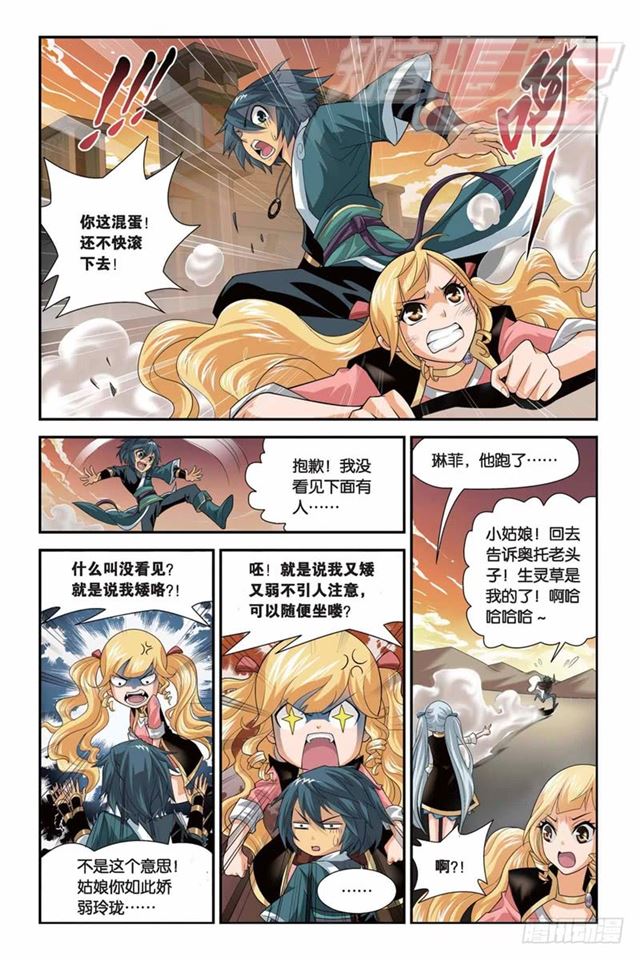 !!!
啊
你这混蛋!
还不快滚
下去!
抱歉!我没
看见下面有
人……
琳菲,他跑了……
小姑娘!回去
告诉奥托老头
子!生灵草是
我的了!啊哈
哈哈哈哈~
什么叫没看见?
就是说我矮咯?!
呸!就是说我又矮
又弱不引人注意,
可以随便坐喽?
不是这个意思!
姑娘你如此娇
弱玲珑……
……
啊?!
腾讯动漫